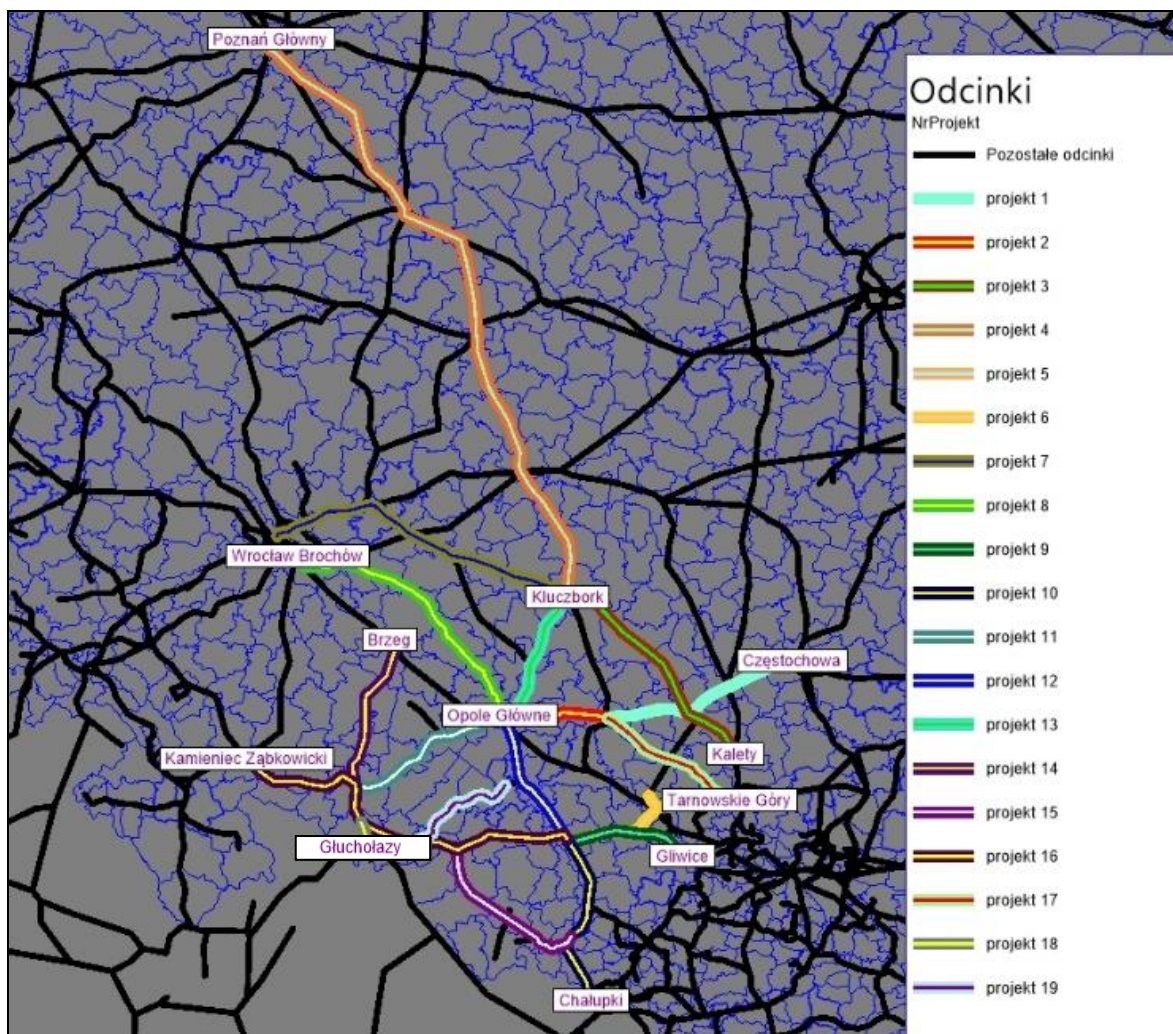 Poznań Główny
Odcinki
NrProjekt
Pozostałe odcinki
projekt 1
projekt 2
projekt 3
projekt 4
projekt 5
projekt 6
projekt 7
projekt 8
projekt 9
projekt 10
projekt 11
projekt 12
projekt 13
projekt 14
projekt 15
projekt 16
projekt 17
projekt 18
projekt 19
Wrocław Brochów
Kluczbork
Brzeg
Częstochowa
Opole Główne
Kamieniec Ząbkowicki
Kalety
Tarnowskie Góry
Głuchołazy
Gliwice
Chałupki